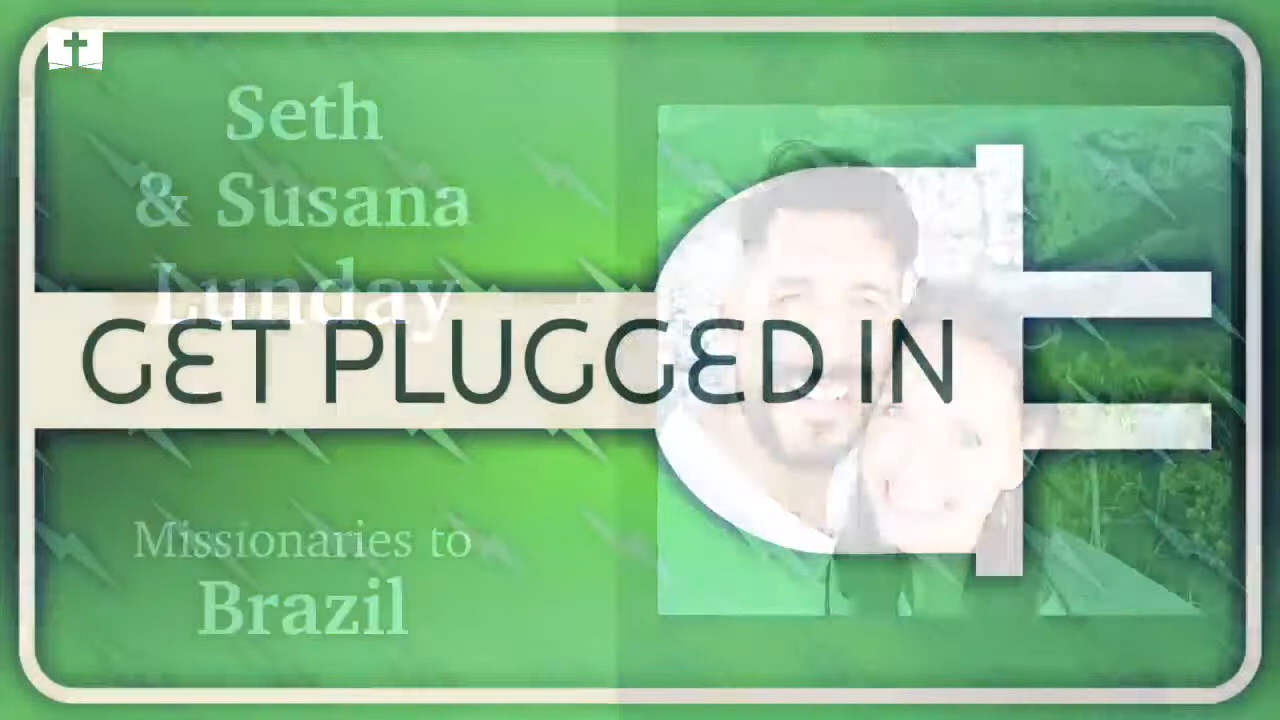 Seth
& Susana
Lunday
GET PLUGGED IN
Missionaries to
Brazil